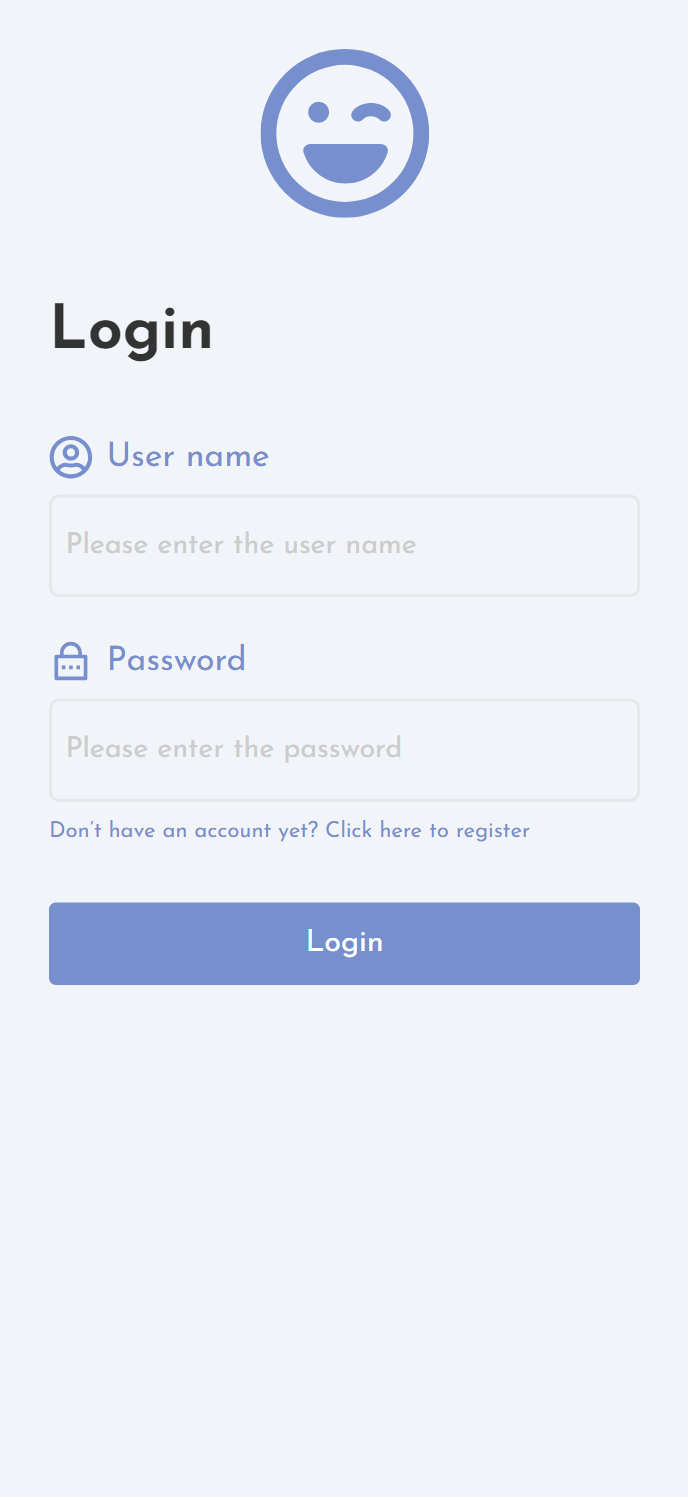 Login
User name
Please enter the user name
Password
Please enter the password
Don't have an account yet? Click here to register
Login